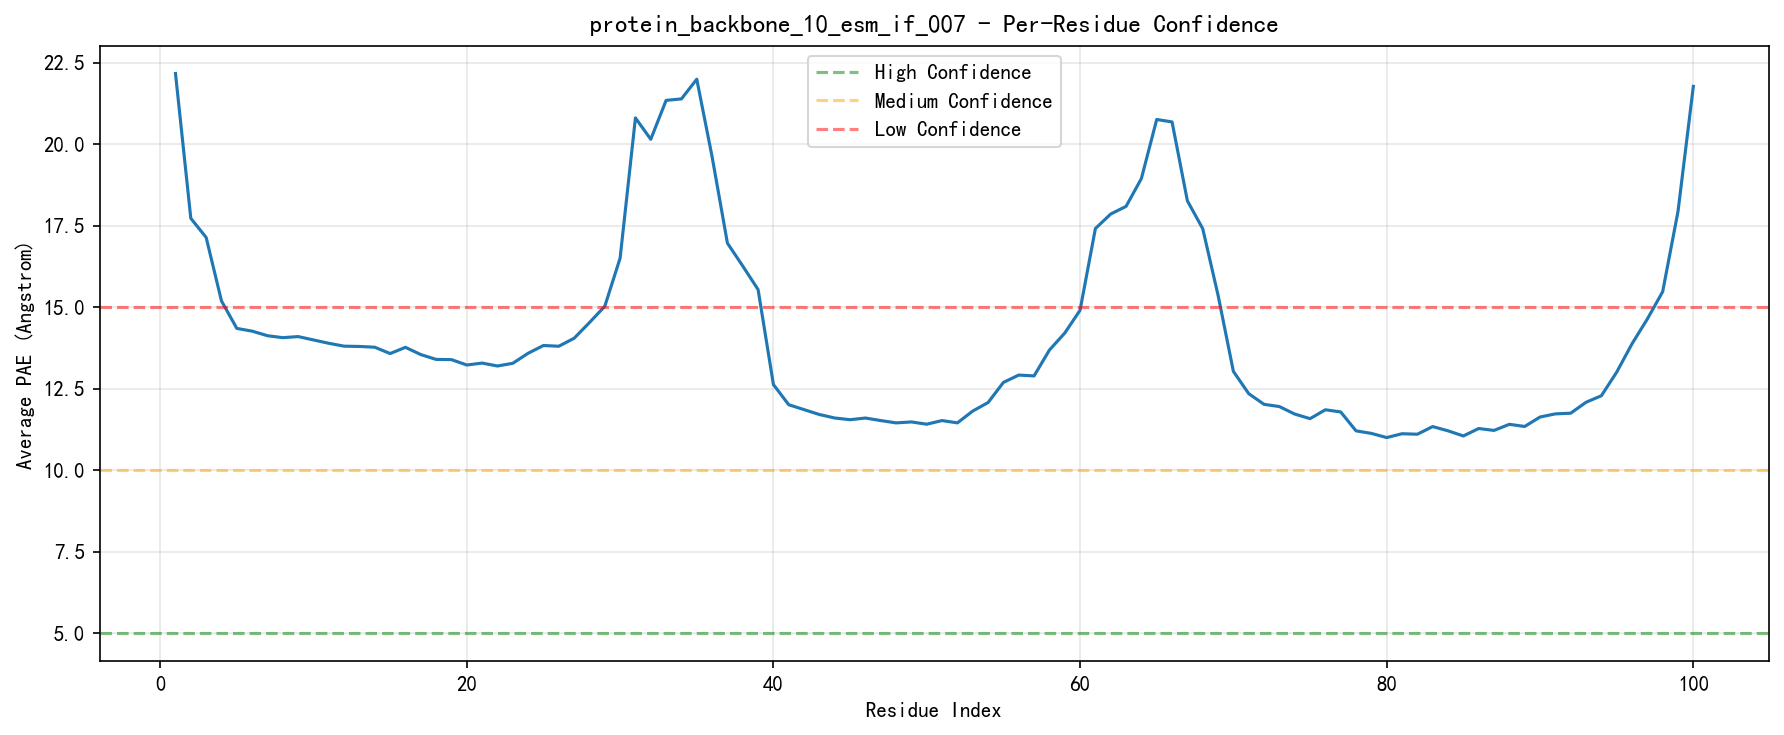 protein_backbone_10_esm_if_007 - Per-Residue Confidence
High Confidence
Medium Confidence
Low Confidence
Average PAE (Angstrom)
22.5
20.0
17.5
15.0
12.5
10.0
7.5
5.0
0 20 40 60 80 100
Residue Index